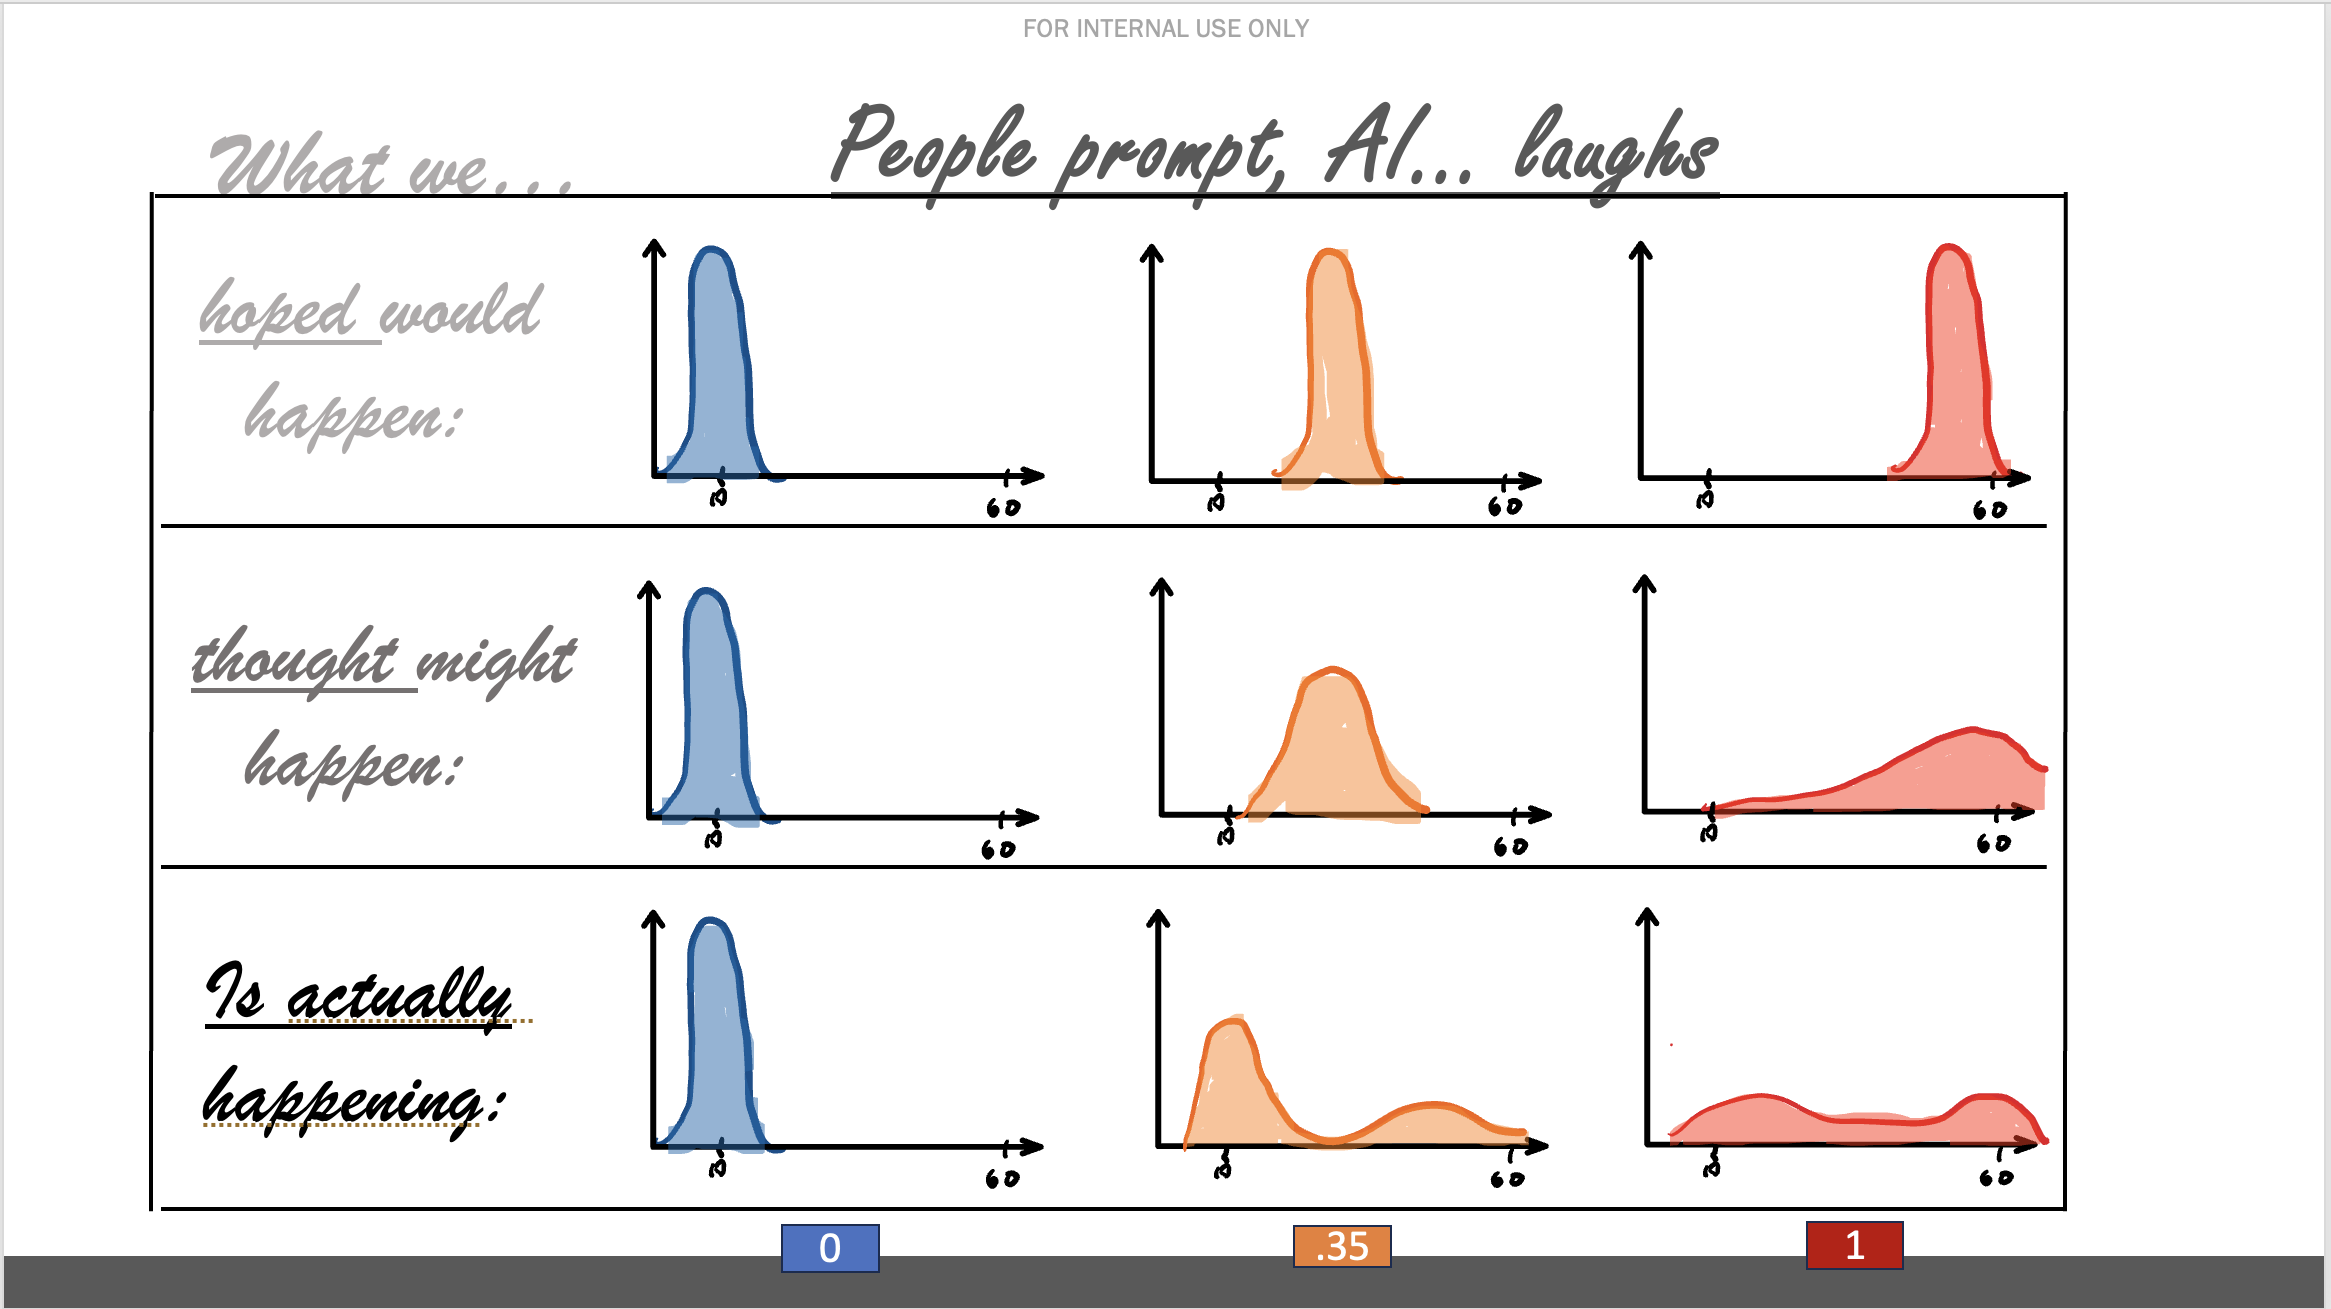 FOR INTERNAL USE ONLY
What we...
People prompt, AI... laughs
hoped would
happen:
10
60
10
60
10
60
thought might
happen:
10
60
10
60
10
60
Is actually
happening:
10
60
10
60
10
60
0
.35
1